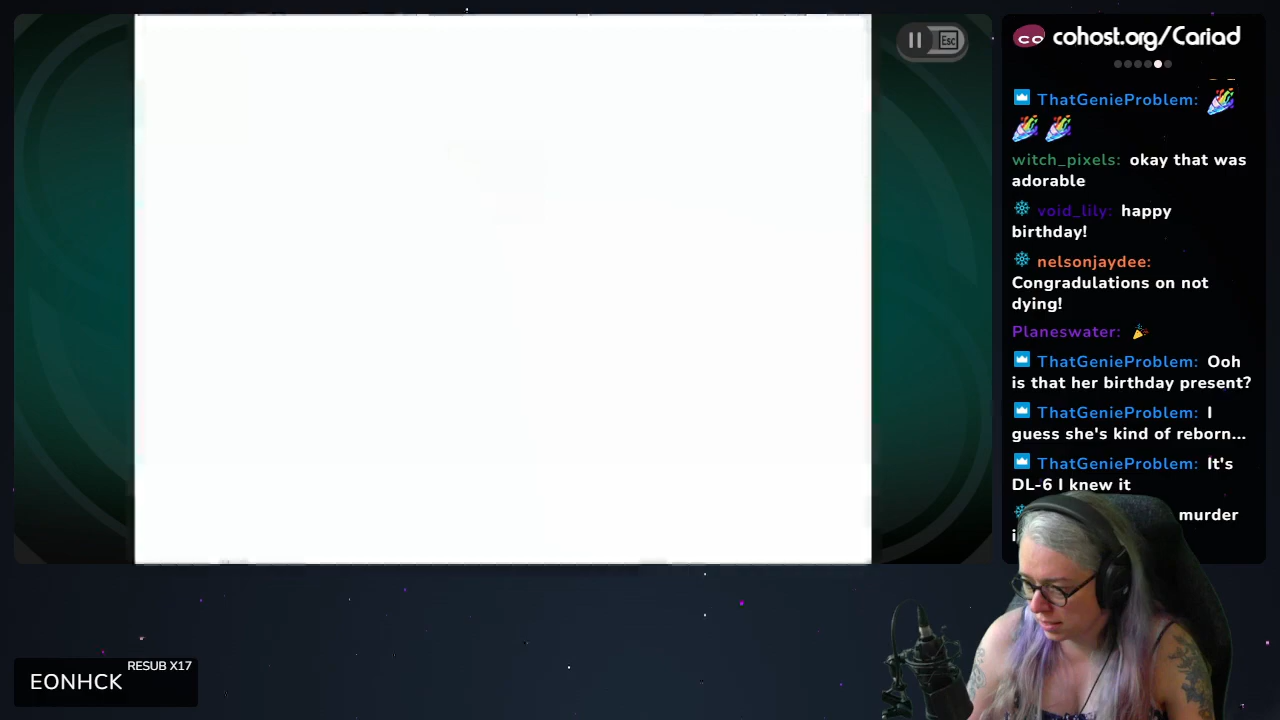 Esc
cohost.org/Cariad
ThatGenieProblem:
witch_pixels: okay that was
adorable
void_lily: happy
birthday!
nelsonjaydee:
Congradulations on not
dying!
Planeswater:
ThatGenieProblem: Ooh
is that her birthday present?
ThatGenieProblem: I
guess she's kind of reborn...
ThatGenieProblem: It's
DL-6 I knew it
murder
RESUB X17
EONHCK